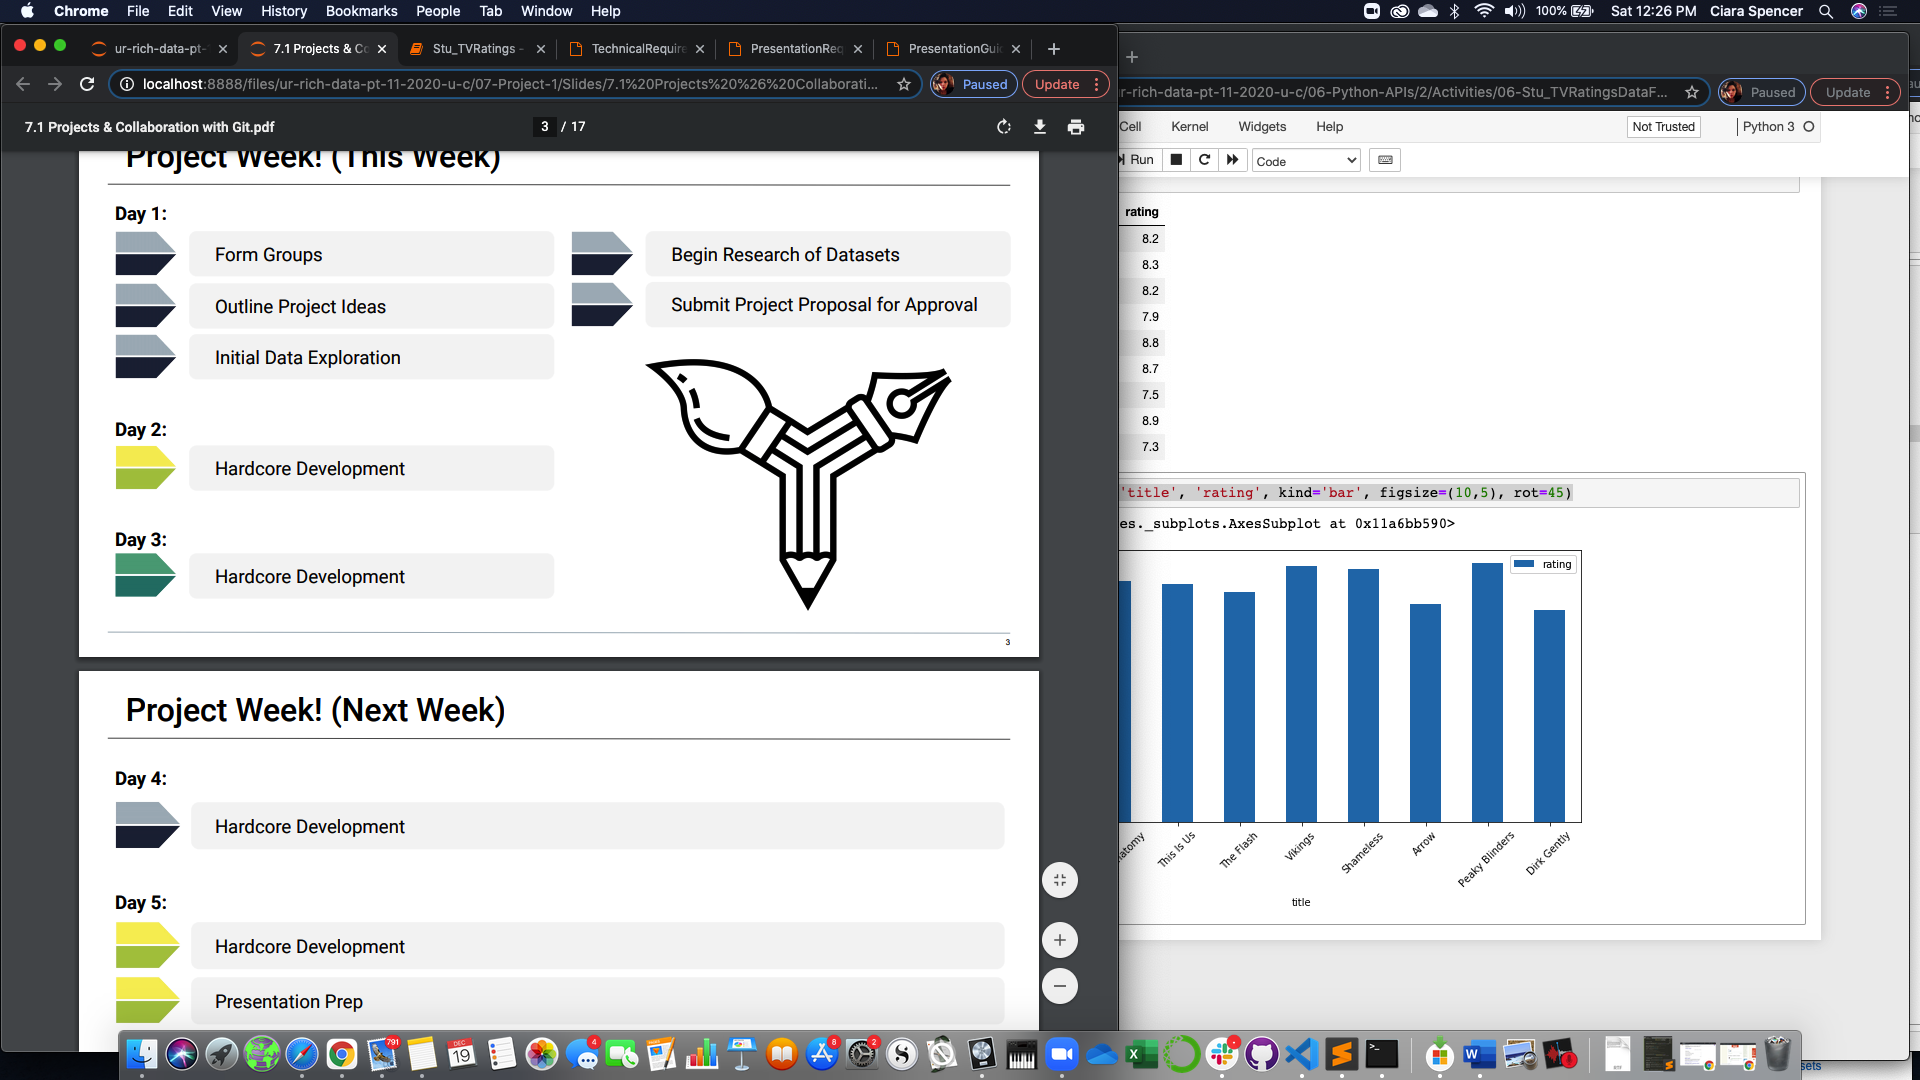 Chrome File Edit View History Bookmarks People Tab Window Help 100% Sat 12:26 PM Ciara Spencer
ur-rich-data-pt- 7.1 Projects & Co Stu_TVRatings - TechnicalRequire PresentationReq PresentationGui
localhost:8888/files/ur-rich-data-pt-11-2020-u-c/07-Project-1/Slides/7.1%20Projects%20%26%20Collaborati... Paused Update
7.1 Projects & Collaboration with Git.pdf 3 / 17
Project Week! (This Week)
Day 1:
Form Groups
Outline Project Ideas
Initial Data Exploration
Begin Research of Datasets
Submit Project Proposal for Approval
Day 2:
Hardcore Development
Day 3:
Hardcore Development
3
Project Week! (Next Week)
Day 4:
Hardcore Development
Day 5:
Hardcore Development
Presentation Prep
r-rich-data-pt-11-2020-u-c/06-Python-APIs/2/Activities/06-Stu_TVRatingsDataF... Paused Update
Cell Kernel Widgets Help Not Trusted Python 3
Run Code
rating
8.2
8.3
8.2
7.9
8.8
8.7
7.5
8.9
7.3
'title', 'rating', kind='bar', figsize=(10,5), rot=45)
es._subplots.AxesSubplot at 0x11a6bb590>
rating
atomy This Is Us The Flash Vikings Shameless Arrow Peaky Blinders Dirk Gently
title
791 DEC 19 4 6 2
sets